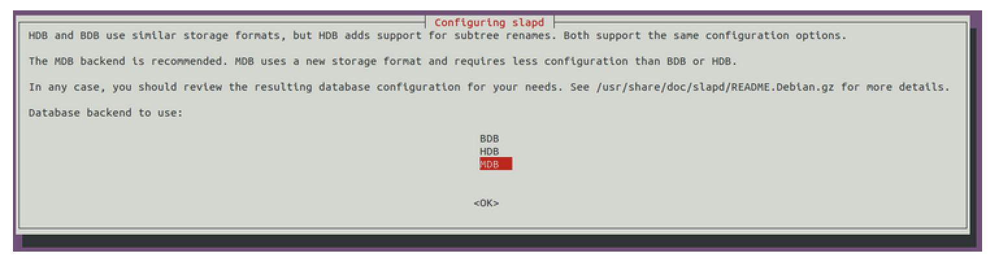 Configuring slapd
HDB and BDB use similar storage formats, but HDB adds support for subtree renames. Both support the same configuration options.
The MDB backend is recommended. MDB uses a new storage format and requires less configuration than BDB or HDB.
In any case, you should review the resulting database configuration for your needs. See /usr/share/doc/slapd/README.Debian.gz for more details.
Database backend to use:
BDB
HDB
MDB
<OK>